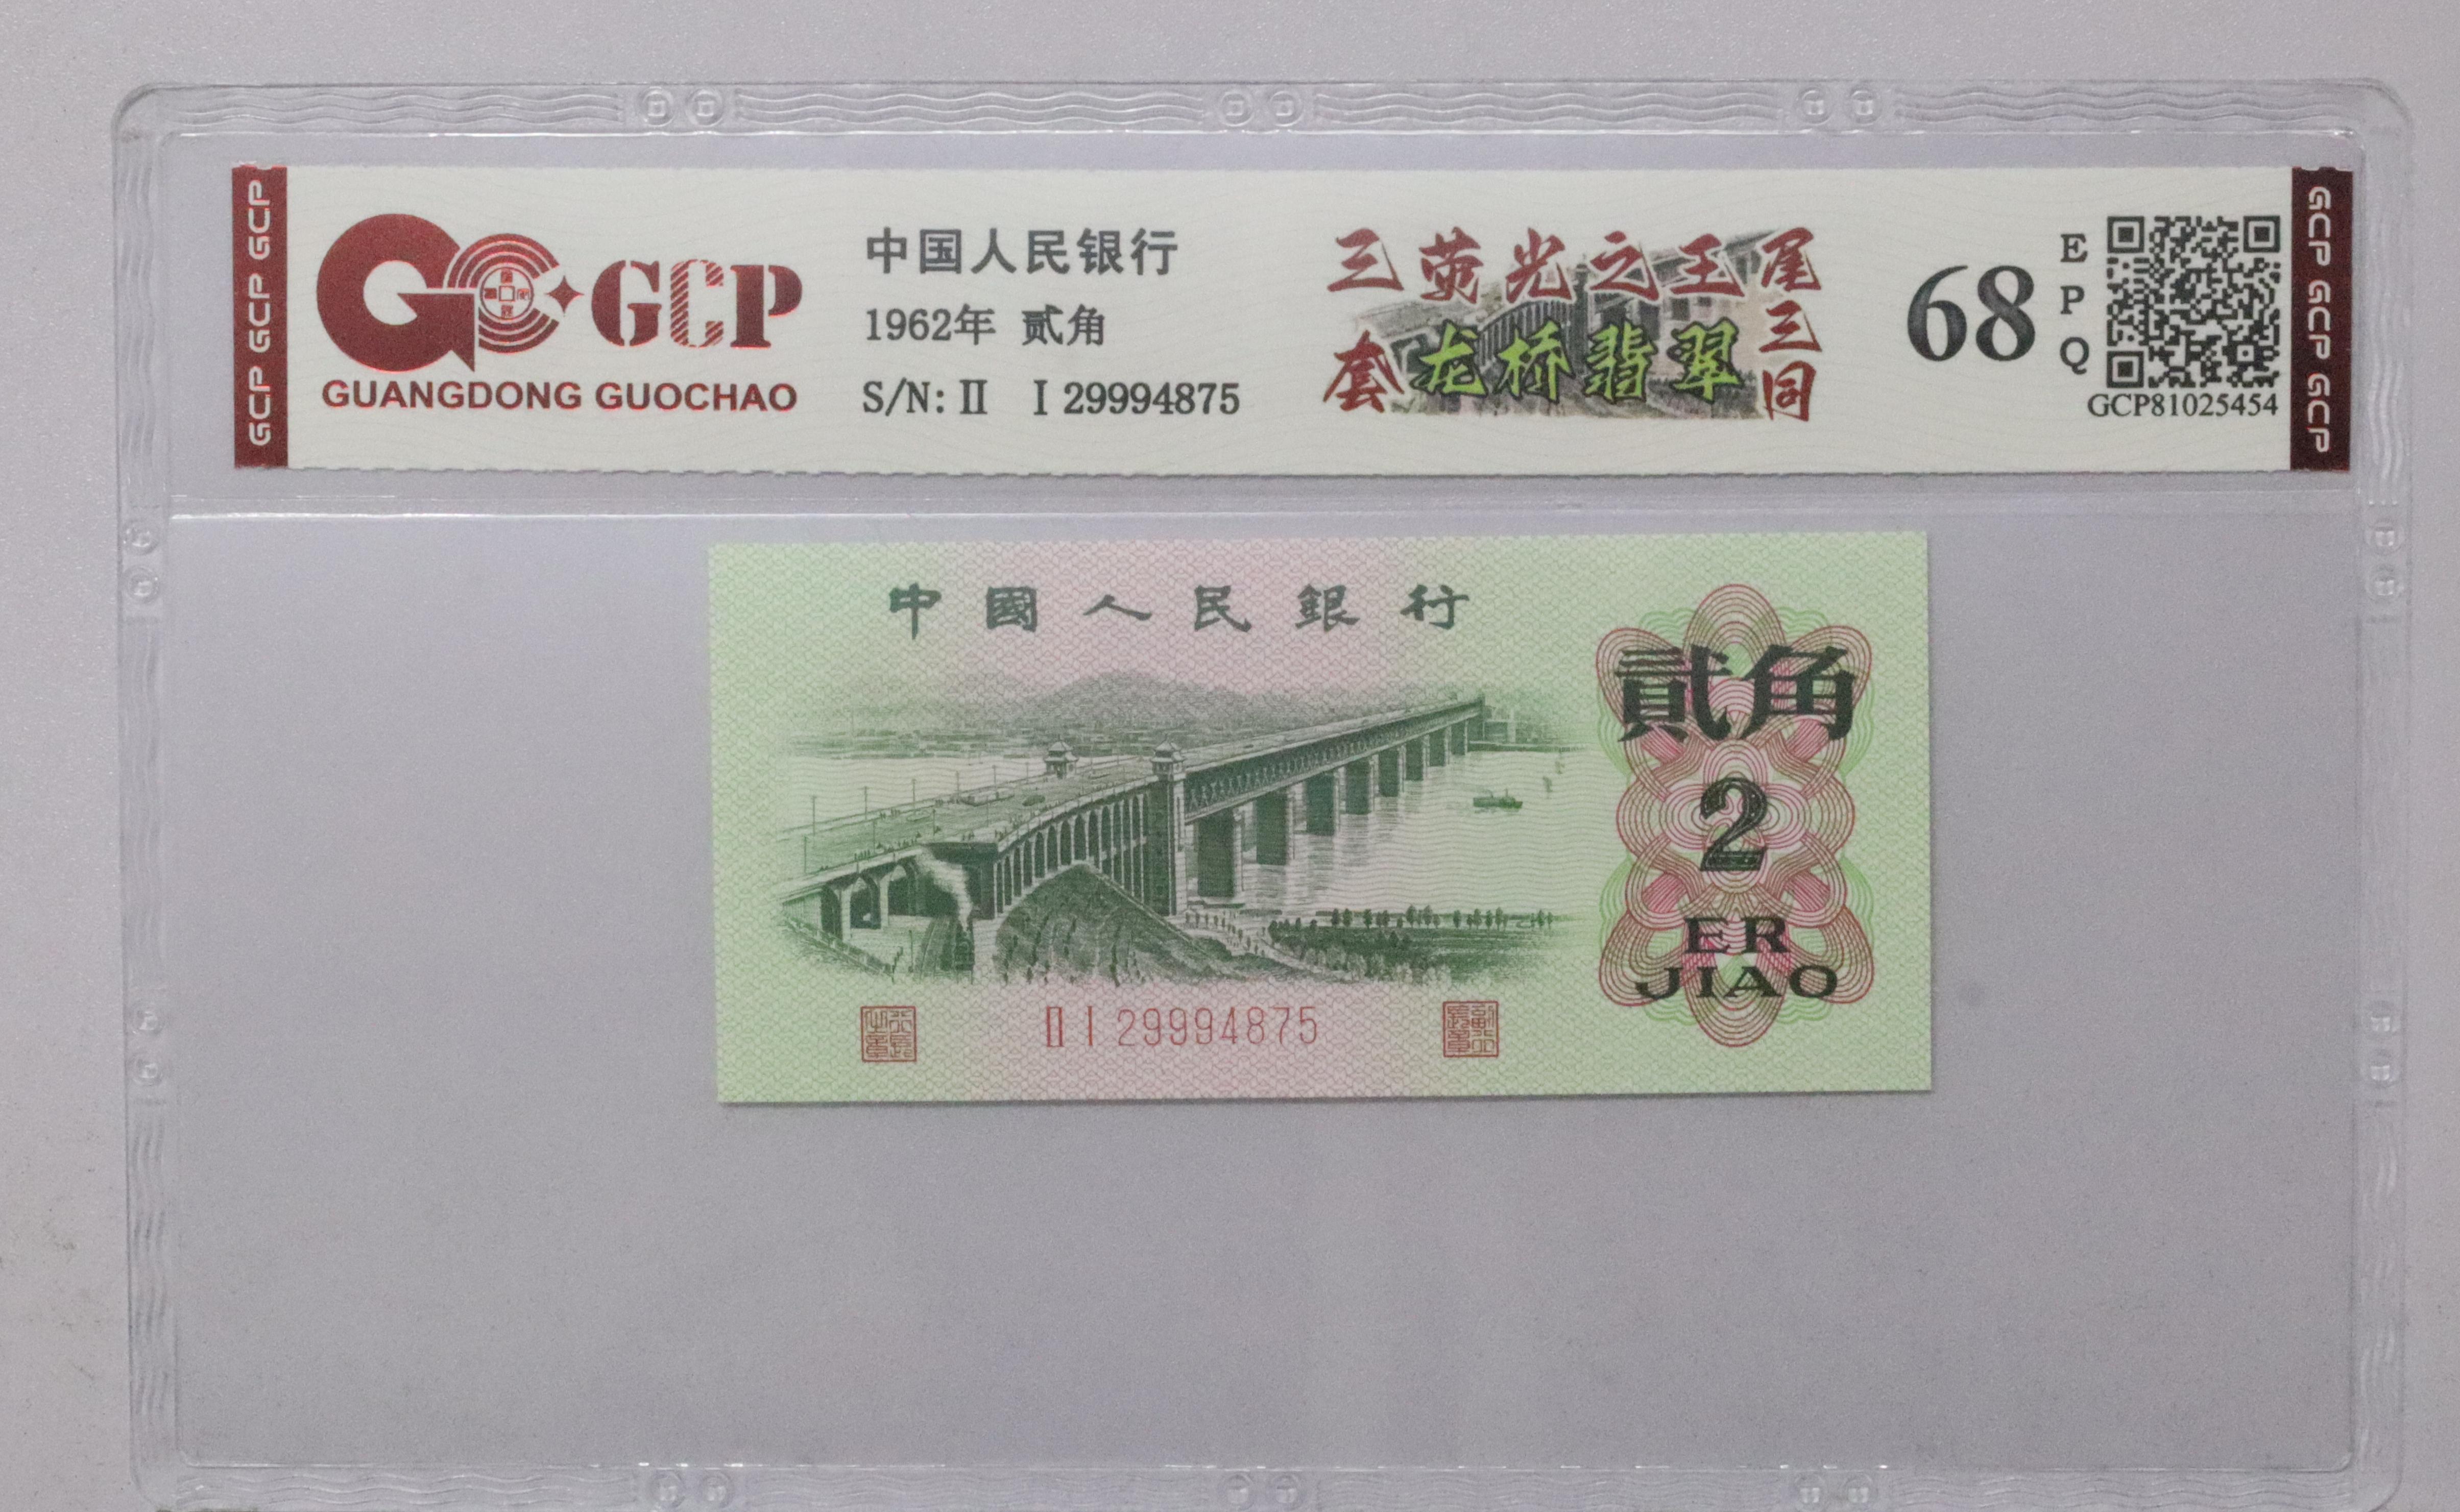 GCP GCP GCP
GCP
GUANGDONG GUOCHAO
中国人民银行
1962年 贰角
S/N: II I 29994875
三荧光之王
套龙桥翡翠
尾三同
68
EPQ
GCP81025454
GCP GCP GCP
中國人民銀行
貳角
2
ER
JIAO
II I 29994875